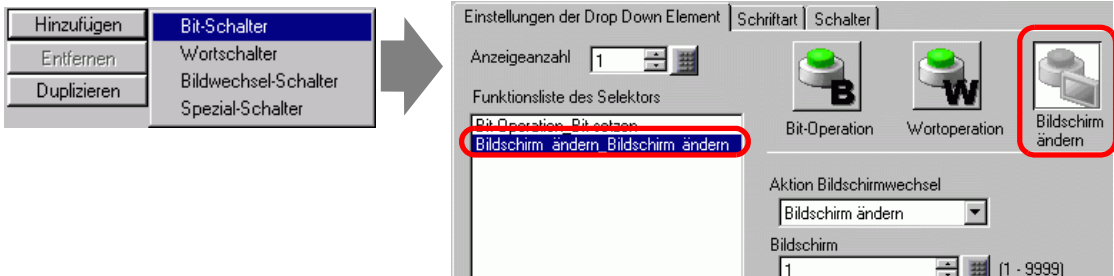 Hinzufügen
Entfernen
Duplizieren
Bit-Schalter
Wortschalter
Bildwechsel-Schalter
Spezial-Schalter
Einstellungen der Drop Down Element
Schriftart
Schalter
Anzeigeanzahl
1
Funktionsliste des Selektors
Bit-Operation_Bit setzen
Bildschirm ändern_Bildschirm ändern
B
Bit-Operation
W
Wortoperation
Bildschirm
ändern
Aktion Bildschirmwechsel
Bildschirm ändern
Bildschirm
1
(1 - 9999)